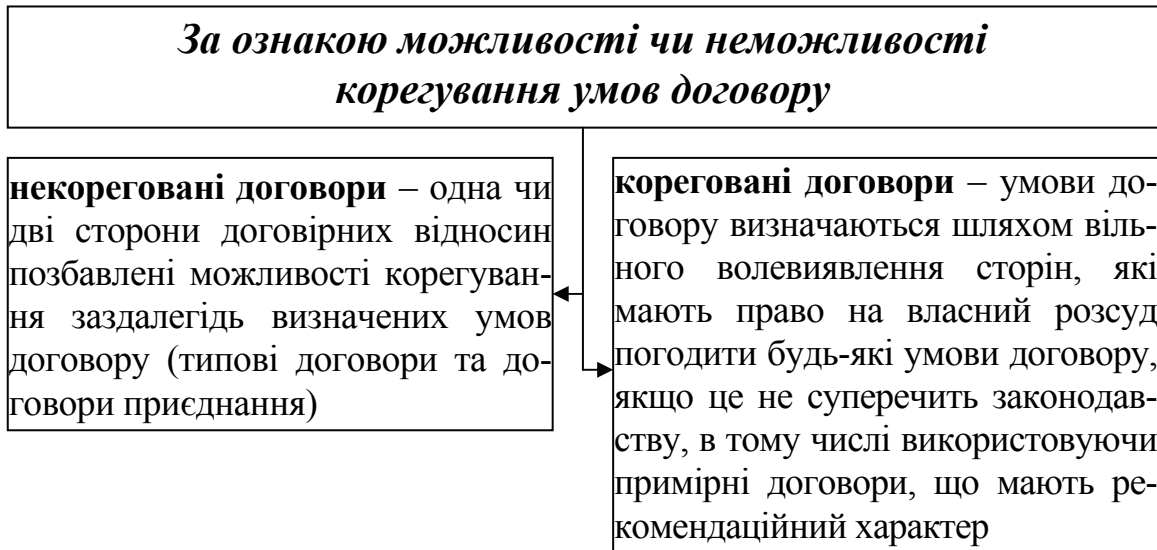 За ознакою можливості чи неможливості
корегування умов договору
некореговані договори – одна чи
дві сторони договірних відносин
позбавлені можливості корегуван-
ня заздалегідь визначених умов
договору (типові договори та до-
говори приєднання)
кореговані договори – умови до-
говору визначаються шляхом віль-
ного волевиявлення сторін, які
мають право на власний розсуд
погодити будь-які умови договору,
якщо це не суперечить законодав-
ству, в тому числі використовуючи
примірні договори, що мають ре-
комендаційний характер